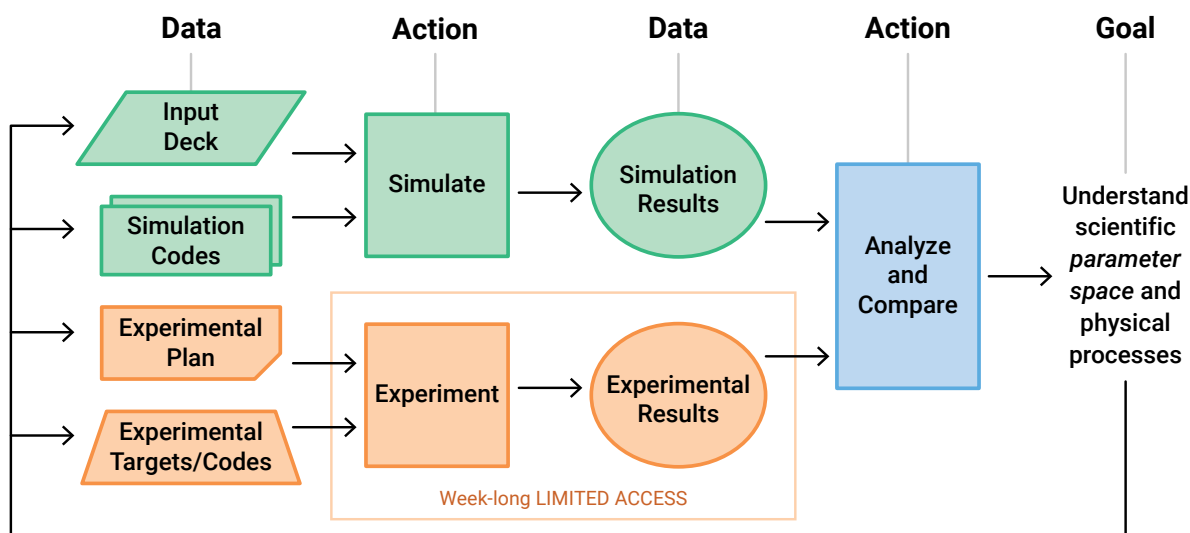 Data
Action
Data
Action
Goal
Input
Deck
Simulation
Codes
Experimental
Plan
Experimental
Targets/Codes
Simulate
Experiment
Simulation
Results
Experimental
Results
Week-long LIMITED ACCESS
Analyze
and
Compare
Understand
scientific
parameter
space and
physical
processes